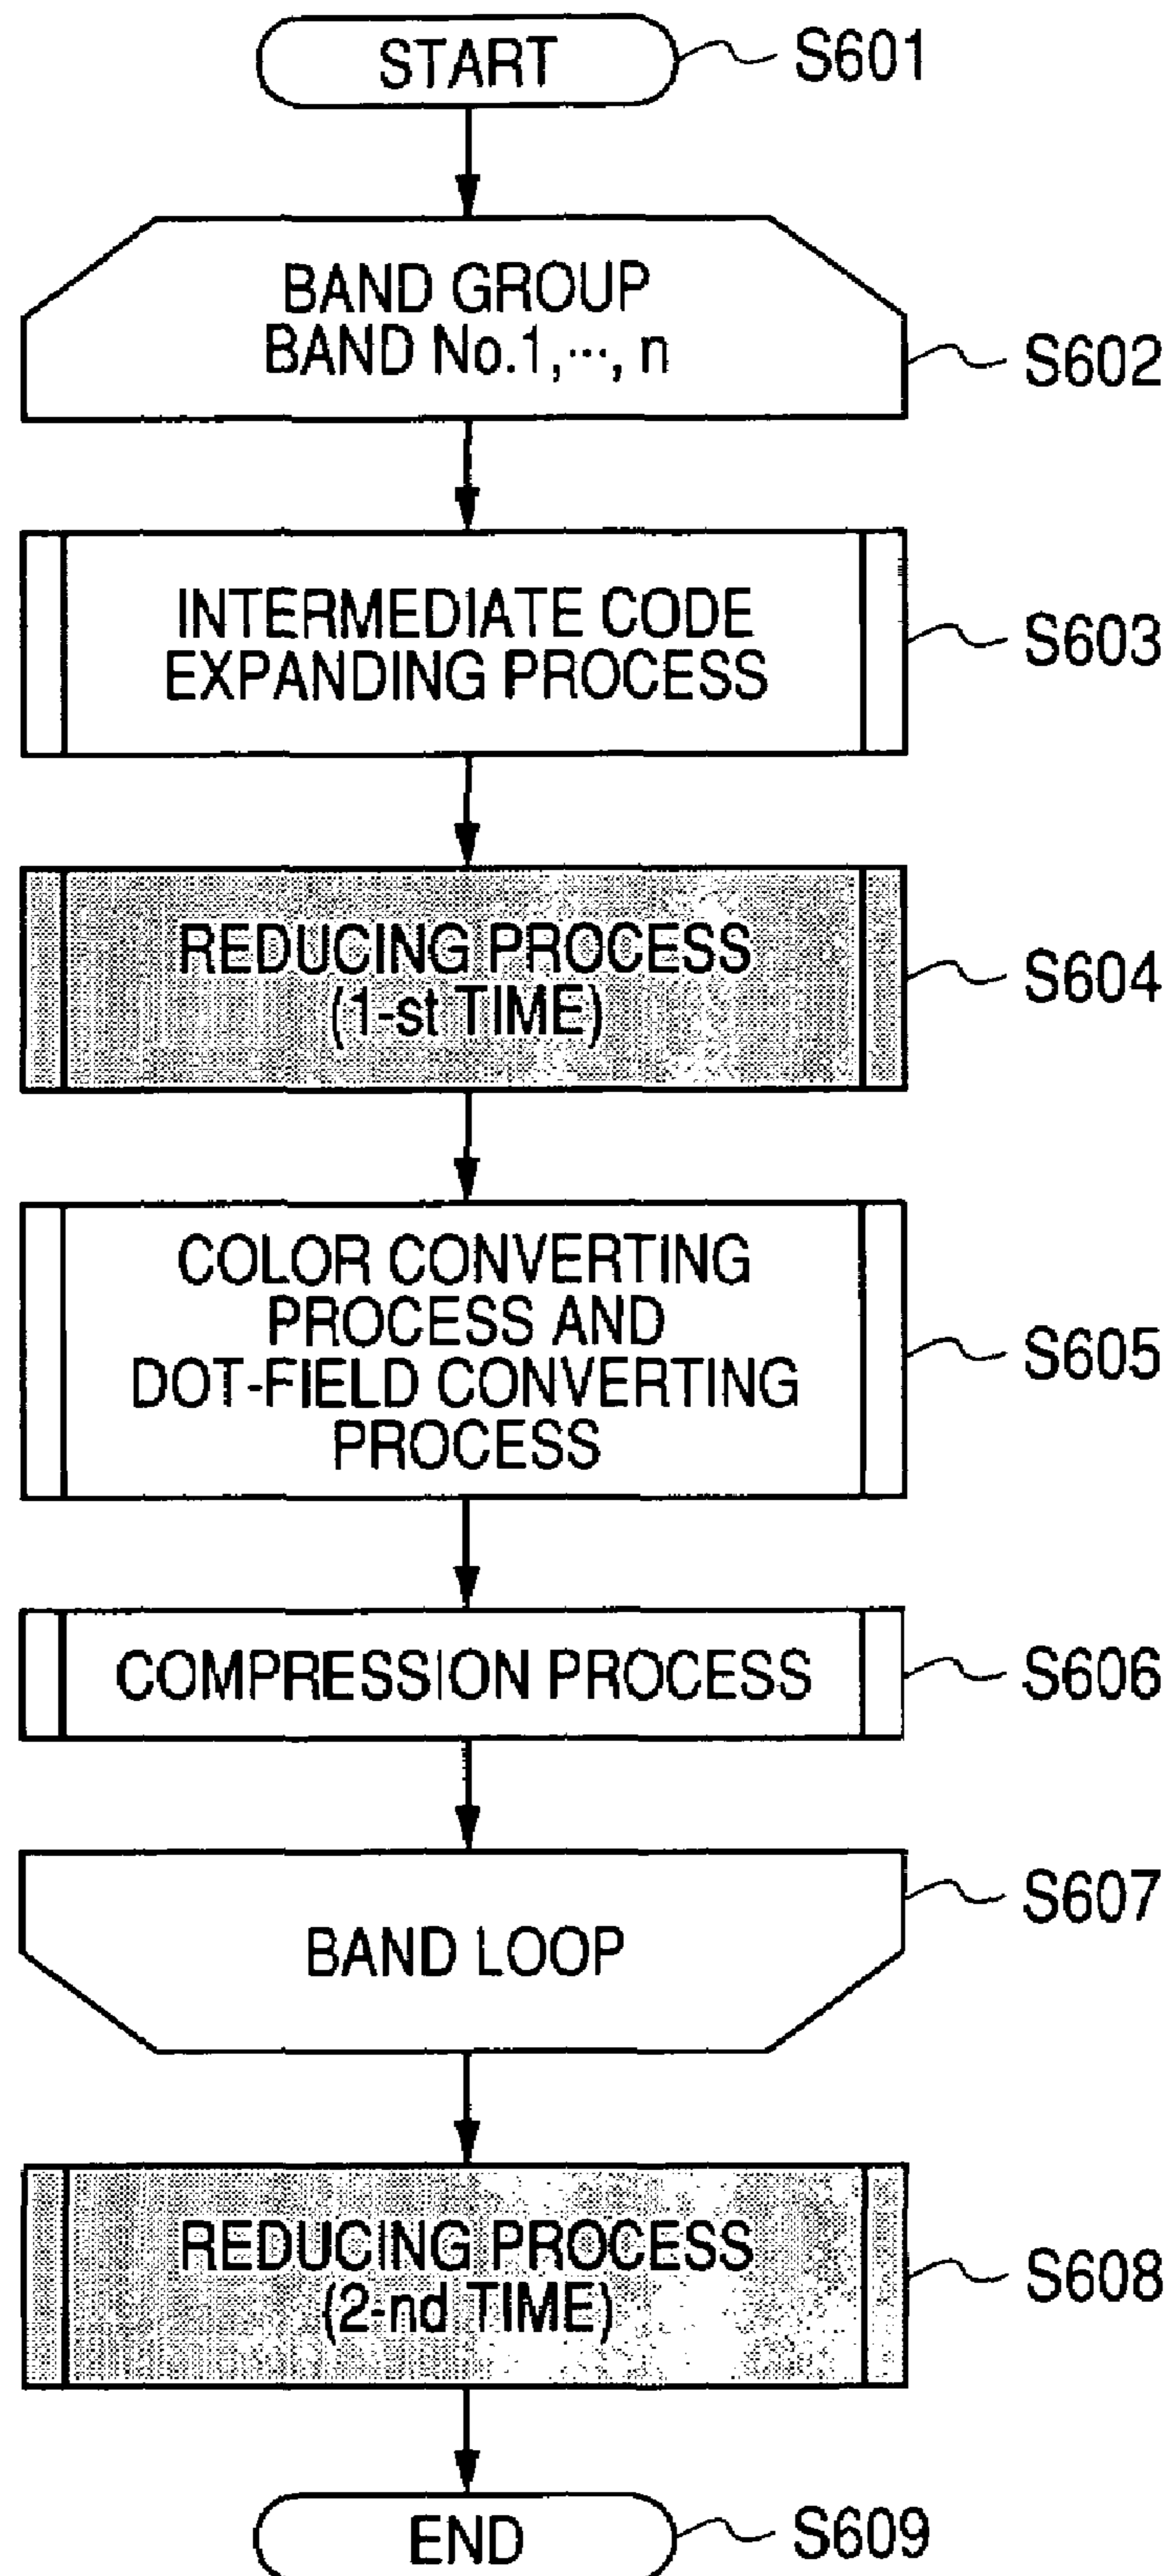 START
S601
BAND GROUP
BAND No.1,···, n
S602
INTERMEDIATE CODE
EXPANDING PROCESS
S603
REDUCING PROCESS
(1-st TIME)
S604
COLOR CONVERTING
PROCESS AND
DOT-FIELD CONVERTING
PROCESS
S605
COMPRESSION PROCESS
S606
BAND LOOP
S607
REDUCING PROCESS
(2-nd TIME)
S608
END
S609